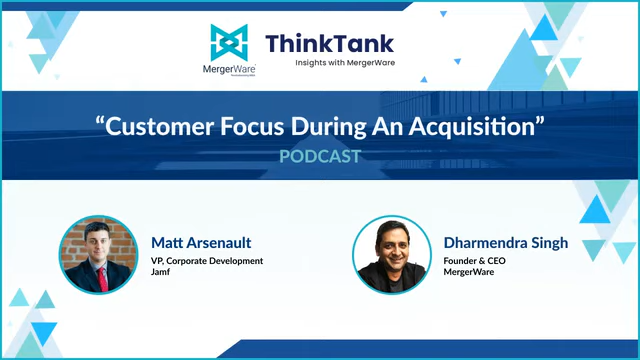 MergerWare
ThinkTank
Insights with MergerWare
“Customer Focus During An Acquisition”
PODCAST
Matt Arsenault
VP, Corporate Development
Jamf
Dharmendra Singh
Founder & CEO
MergerWare